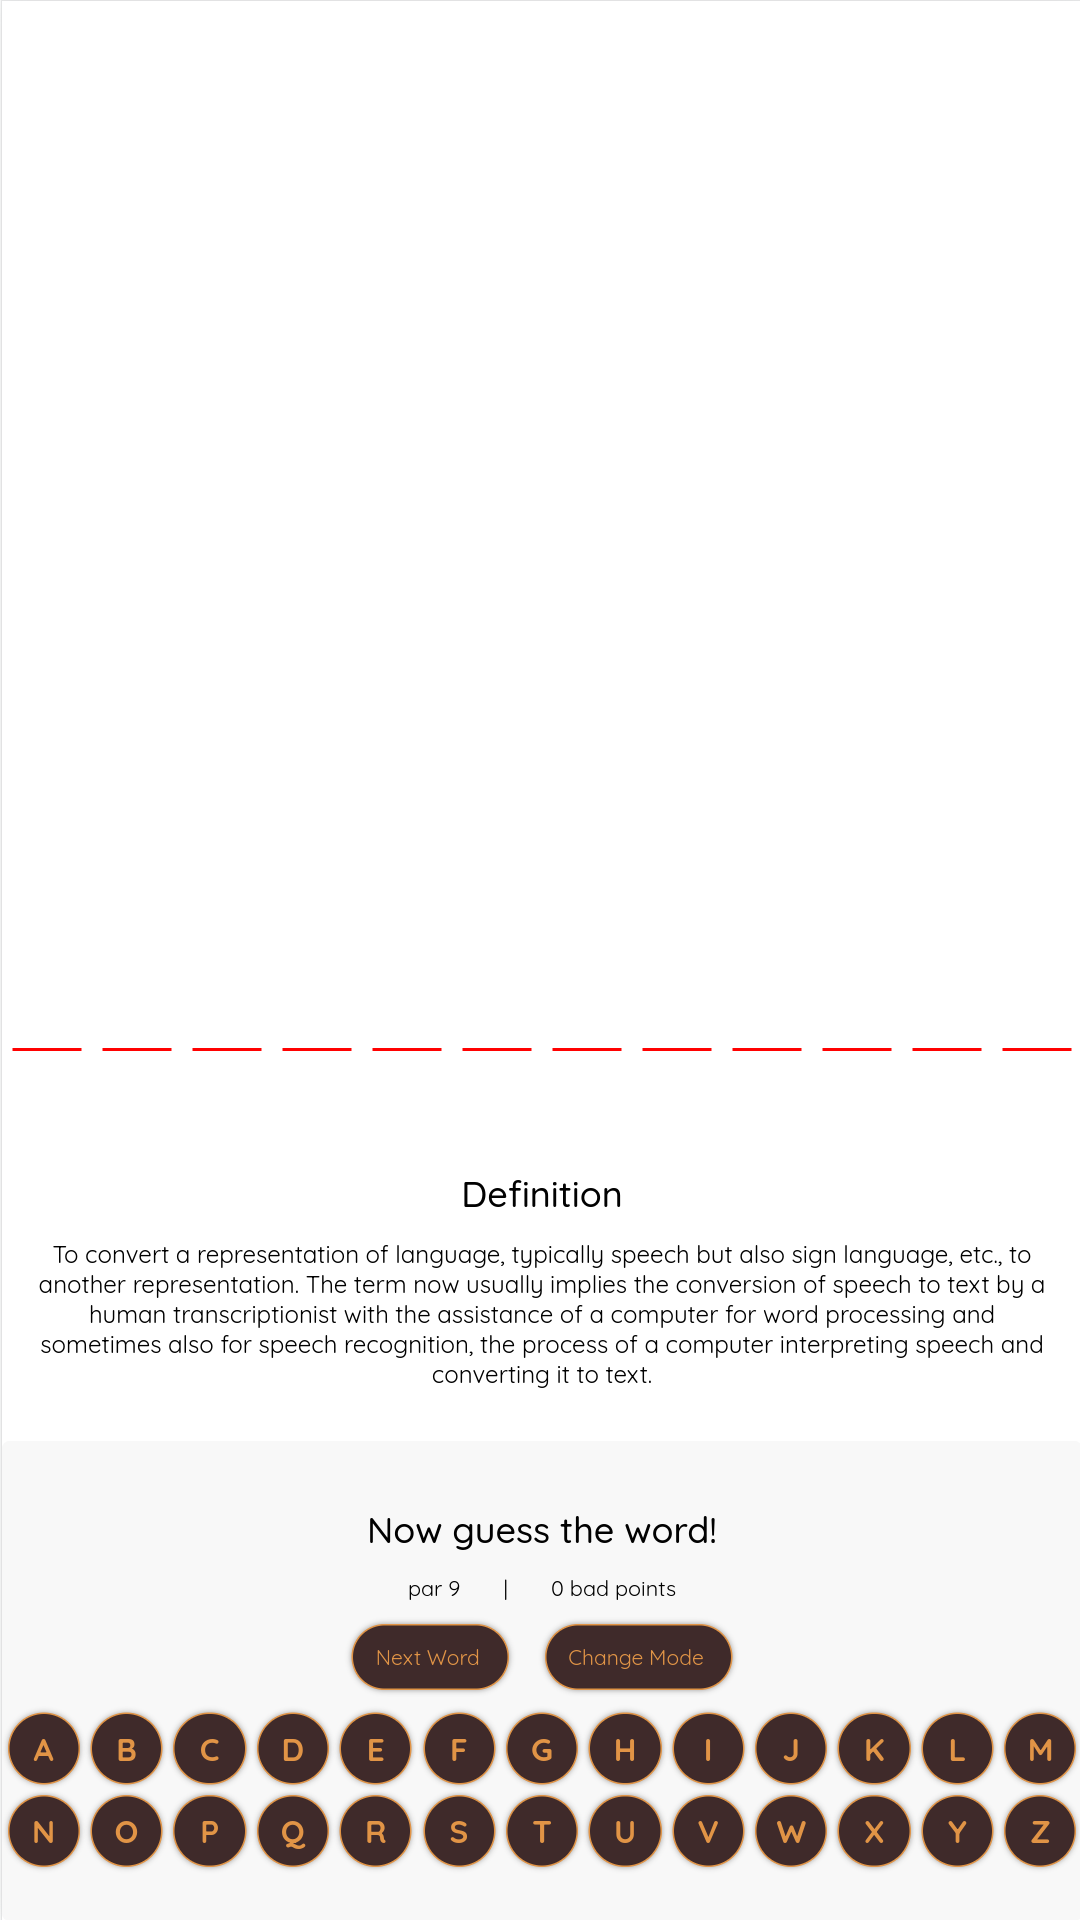 Definition
To convert a representation of language, typically speech but also sign language, etc., to
another representation. The term now usually implies the conversion of speech to text by a
human transcriptionist with the assistance of a computer for word processing and
sometimes also for speech recognition, the process of a computer interpreting speech and
converting it to text.
Now guess the word!
par 9 | 0 bad points
Next Word Change Mode
A B C D E F G H I J K L M
N O P Q R S T U V W X Y Z